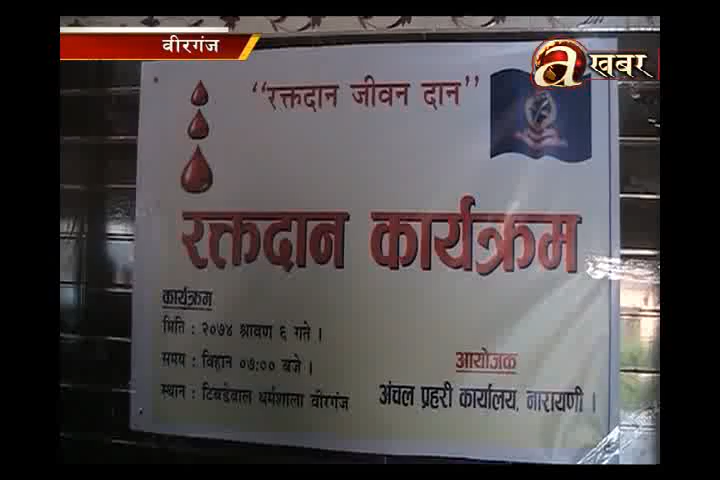 वीरगंज
a खबर
“रक्तदान जीवन दान”
रक्तदान कार्यक्रम
कार्यक्रम
मिति : २०७४ श्रावण ६ गते ।
समय : विहान ०७:०० बजे ।
स्थान : टिबडेवाल धर्मशाला वीरगंज
आयोजक
अंचल प्रहरी कार्यालय, नारायणी ।